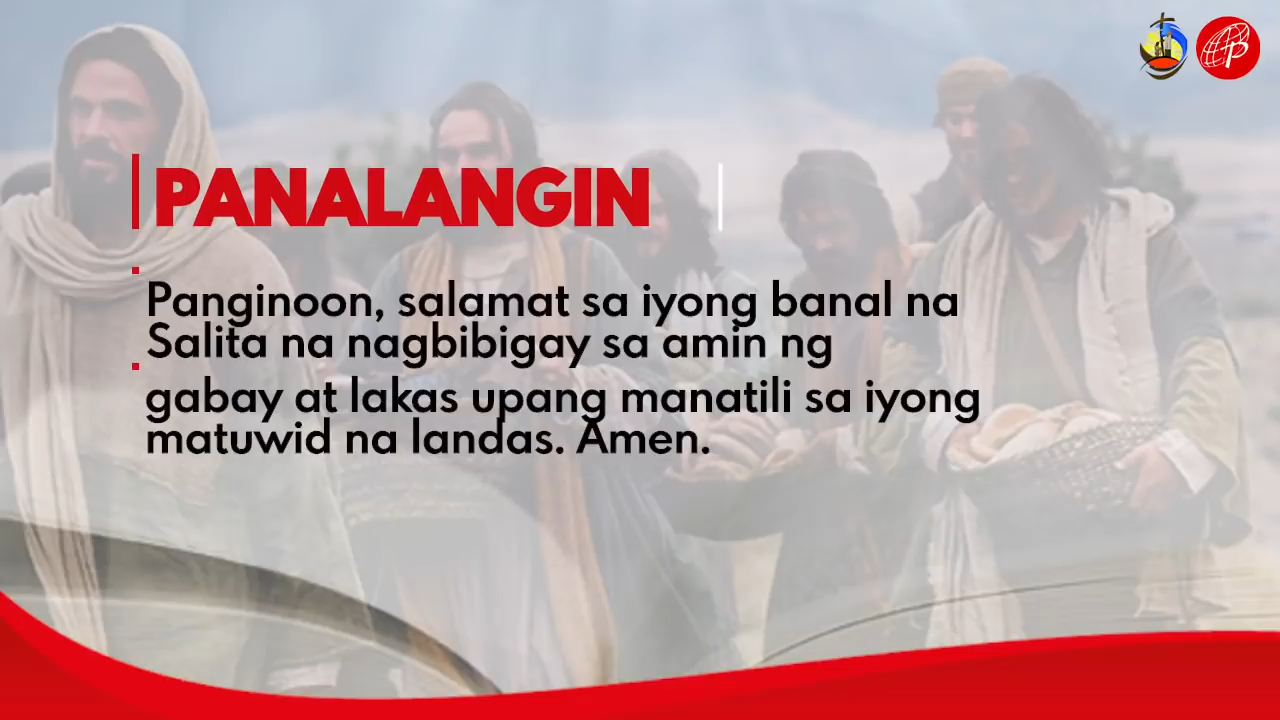 PANALANGIN
Panginoon, salamat sa iyong banal na
Salita na nagbibigay sa amin ng
gabay at lakas upang manatili sa iyong
matuwid na landas. Amen.